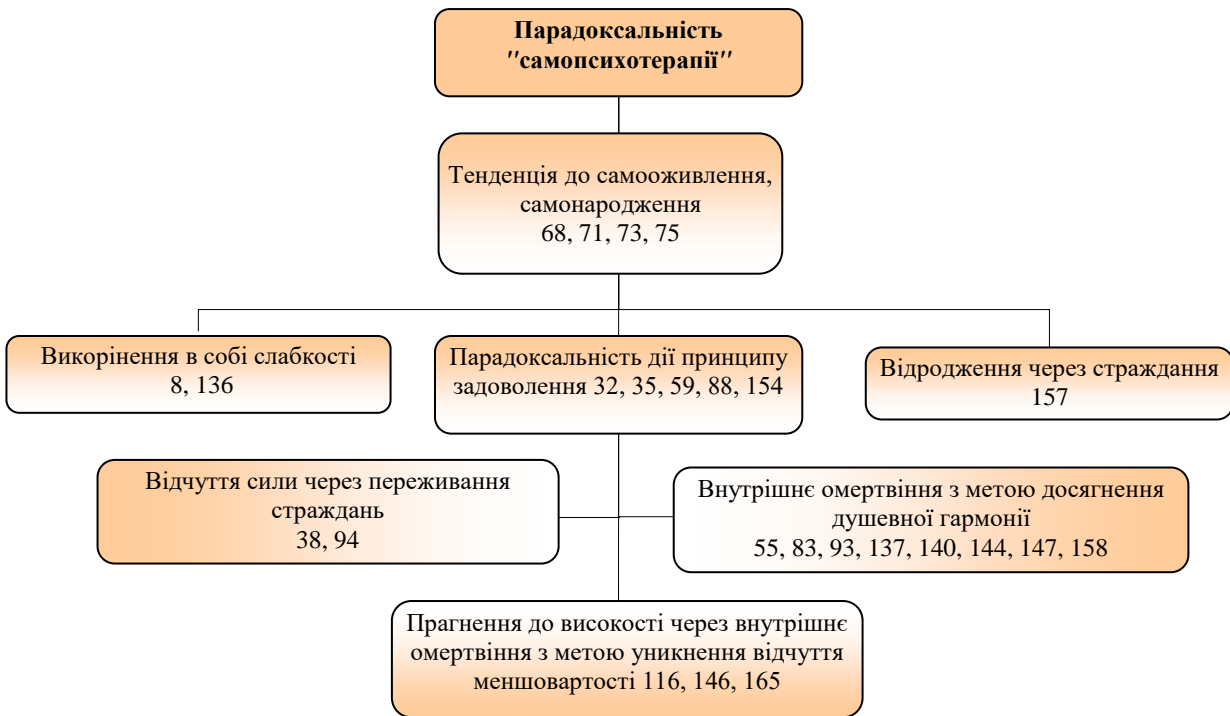 Парадоксальність
"самопсихотерапії"
Тенденція до самооживлення,
самонародження
68, 71, 73, 75
Викорінення в собі слабкості
8, 136
Парадоксальність дії принципу
задоволення 32, 35, 59, 88, 154
Відродження через страждання
157
Відчуття сили через переживання
страждань
38, 94
Внутрішнє омертвіння з метою досягнення
душевної гармонії
55, 83, 93, 137, 140, 144, 147, 158
Прагнення до високості через внутрішнє
омертвіння з метою уникнення відчуття
меншовартості 116, 146, 165